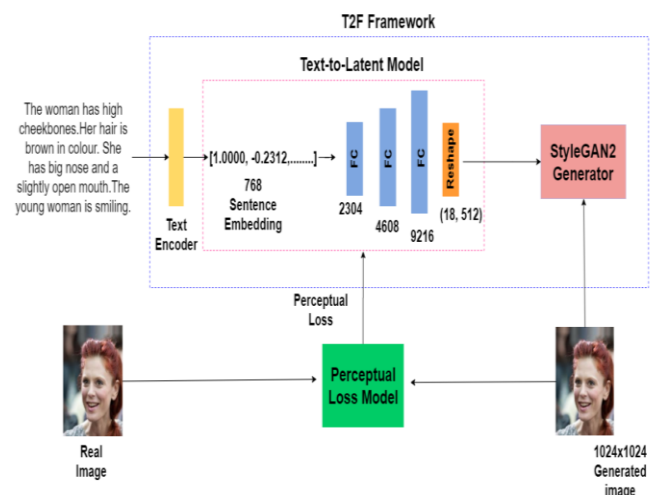 T2F Framework
Text-to-Latent Model
The woman has high
cheekbones.Her hair is
brown in colour. She
has big nose and a
slightly open mouth.The
young woman is smiling.
Text
Encoder
[1.0000, -0.2312,........]
768
Sentence
Embedding
FC
2304
FC
4608
FC
9216
Reshape
(18, 512)
StyleGAN2
Generator
Perceptual
Loss
Perceptual
Loss Model
Real
Image
1024x1024
Generated
image